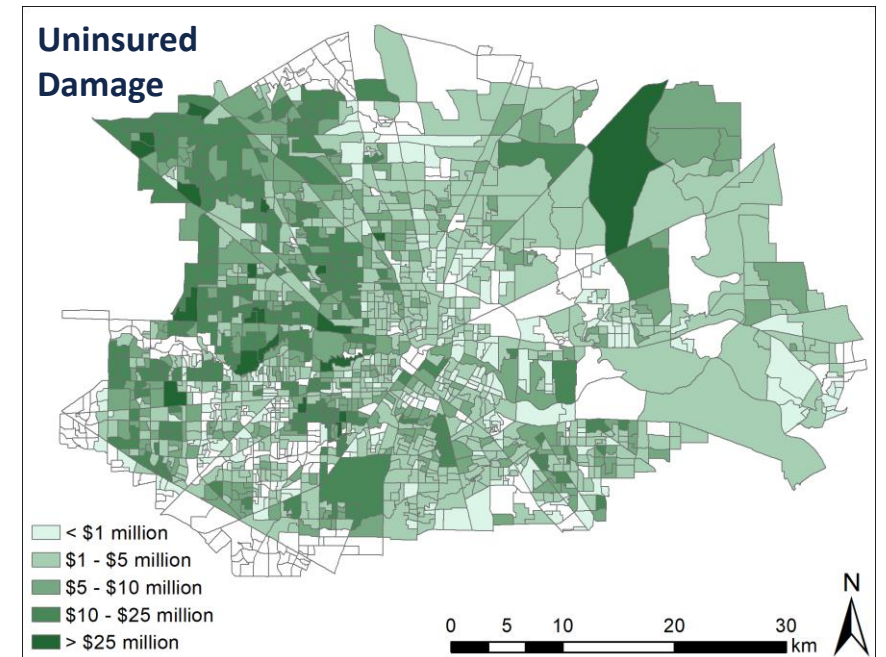 Uninsured
Damage
< $1 million
$1 - $5 million
$5 - $10 million
$10 - $25 million
> $25 million
N
0 5 10 20 30
km